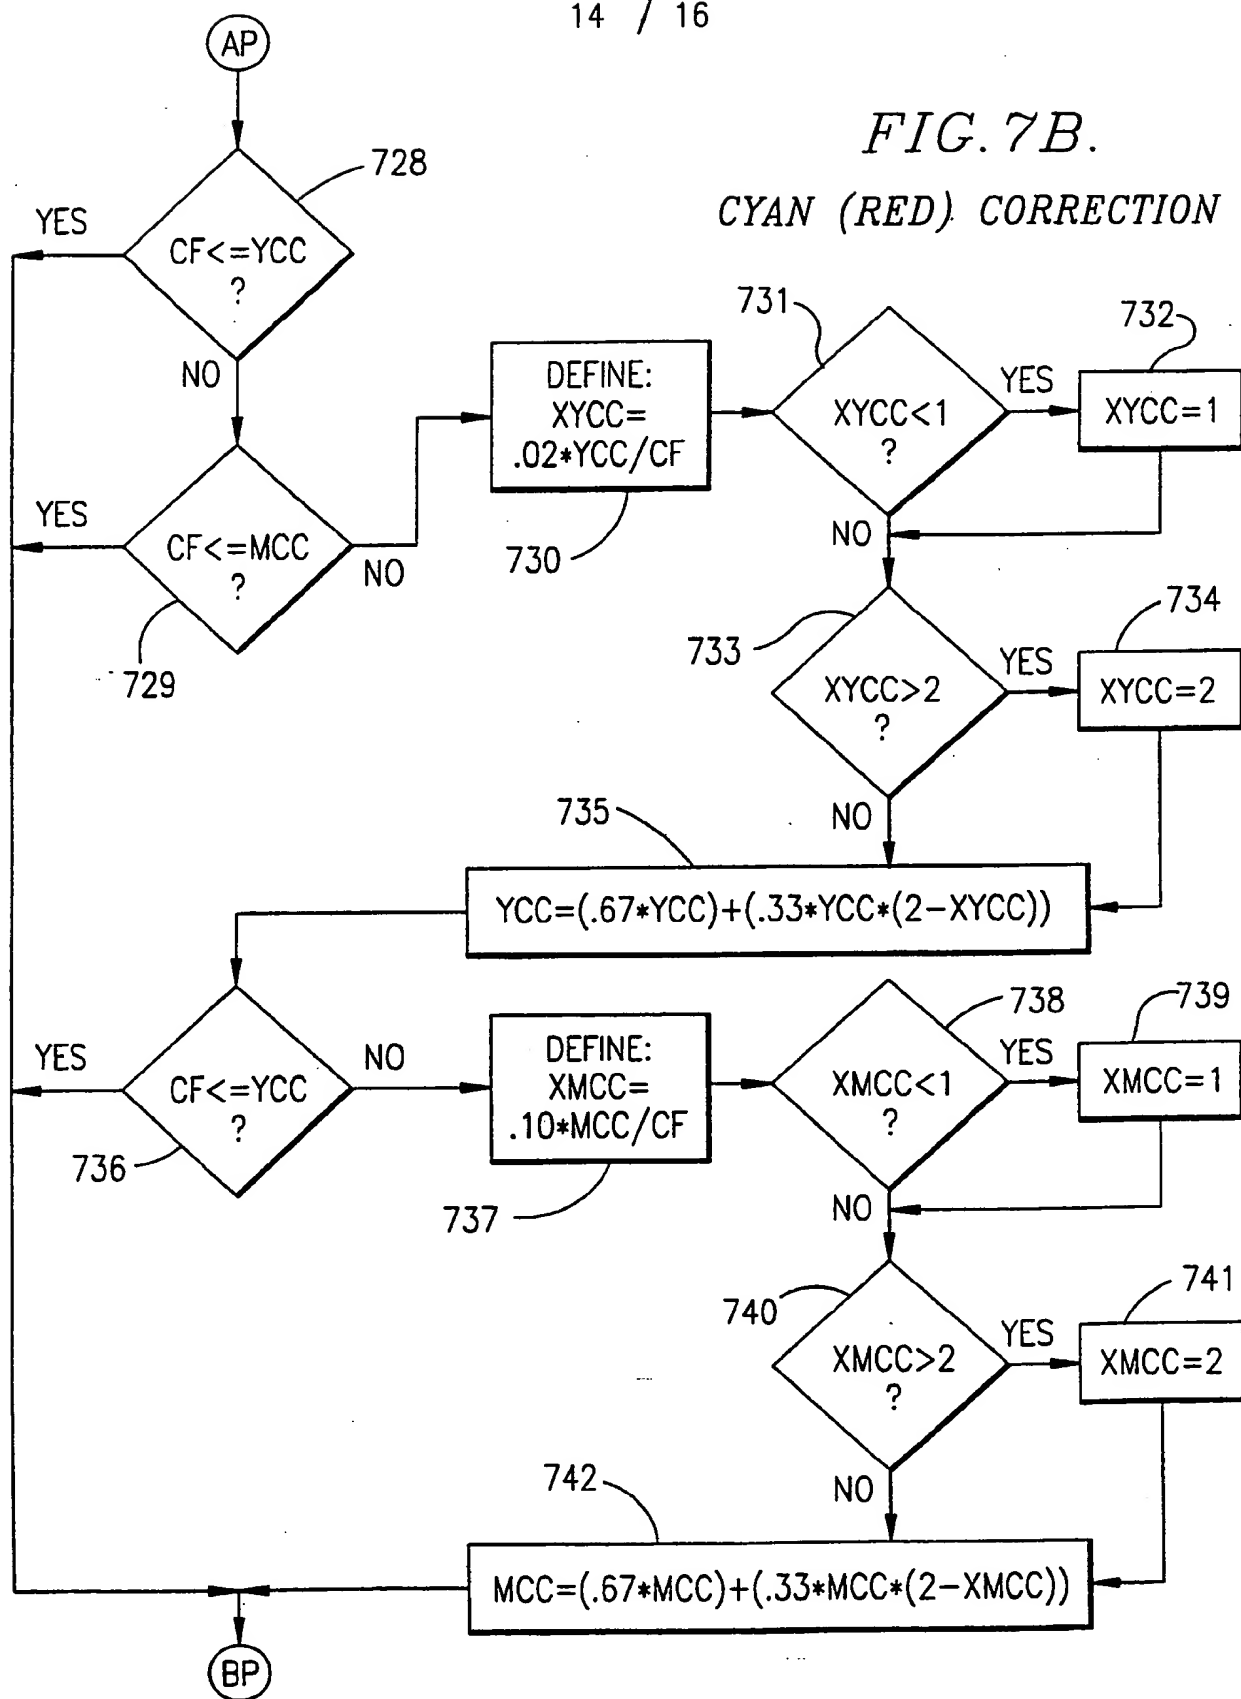 14 / 16
AP
FIG. 7B.
CYAN (RED) CORRECTION
728
YES
CF<=YCC
?
NO
729
YES
CF<=MCC
?
NO
DEFINE:
XYCC=
.02*YCC/CF
730
731
XYCC<1
?
YES
732
XYCC=1
NO
733
XYCC>2
?
YES
734
XYCC=2
NO
735
YCC=(.67*YCC)+(.33*YCC*(2-XYCC))
YES
CF<=YCC
?
NO
736
DEFINE:
XMCC=
.10*MCC/CF
737
738
XMCC<1
?
YES
739
XMCC=1
NO
740
XMCC>2
?
YES
741
XMCC=2
NO
742
MCC=(.67*MCC)+(.33*MCC*(2-XMCC))
BP